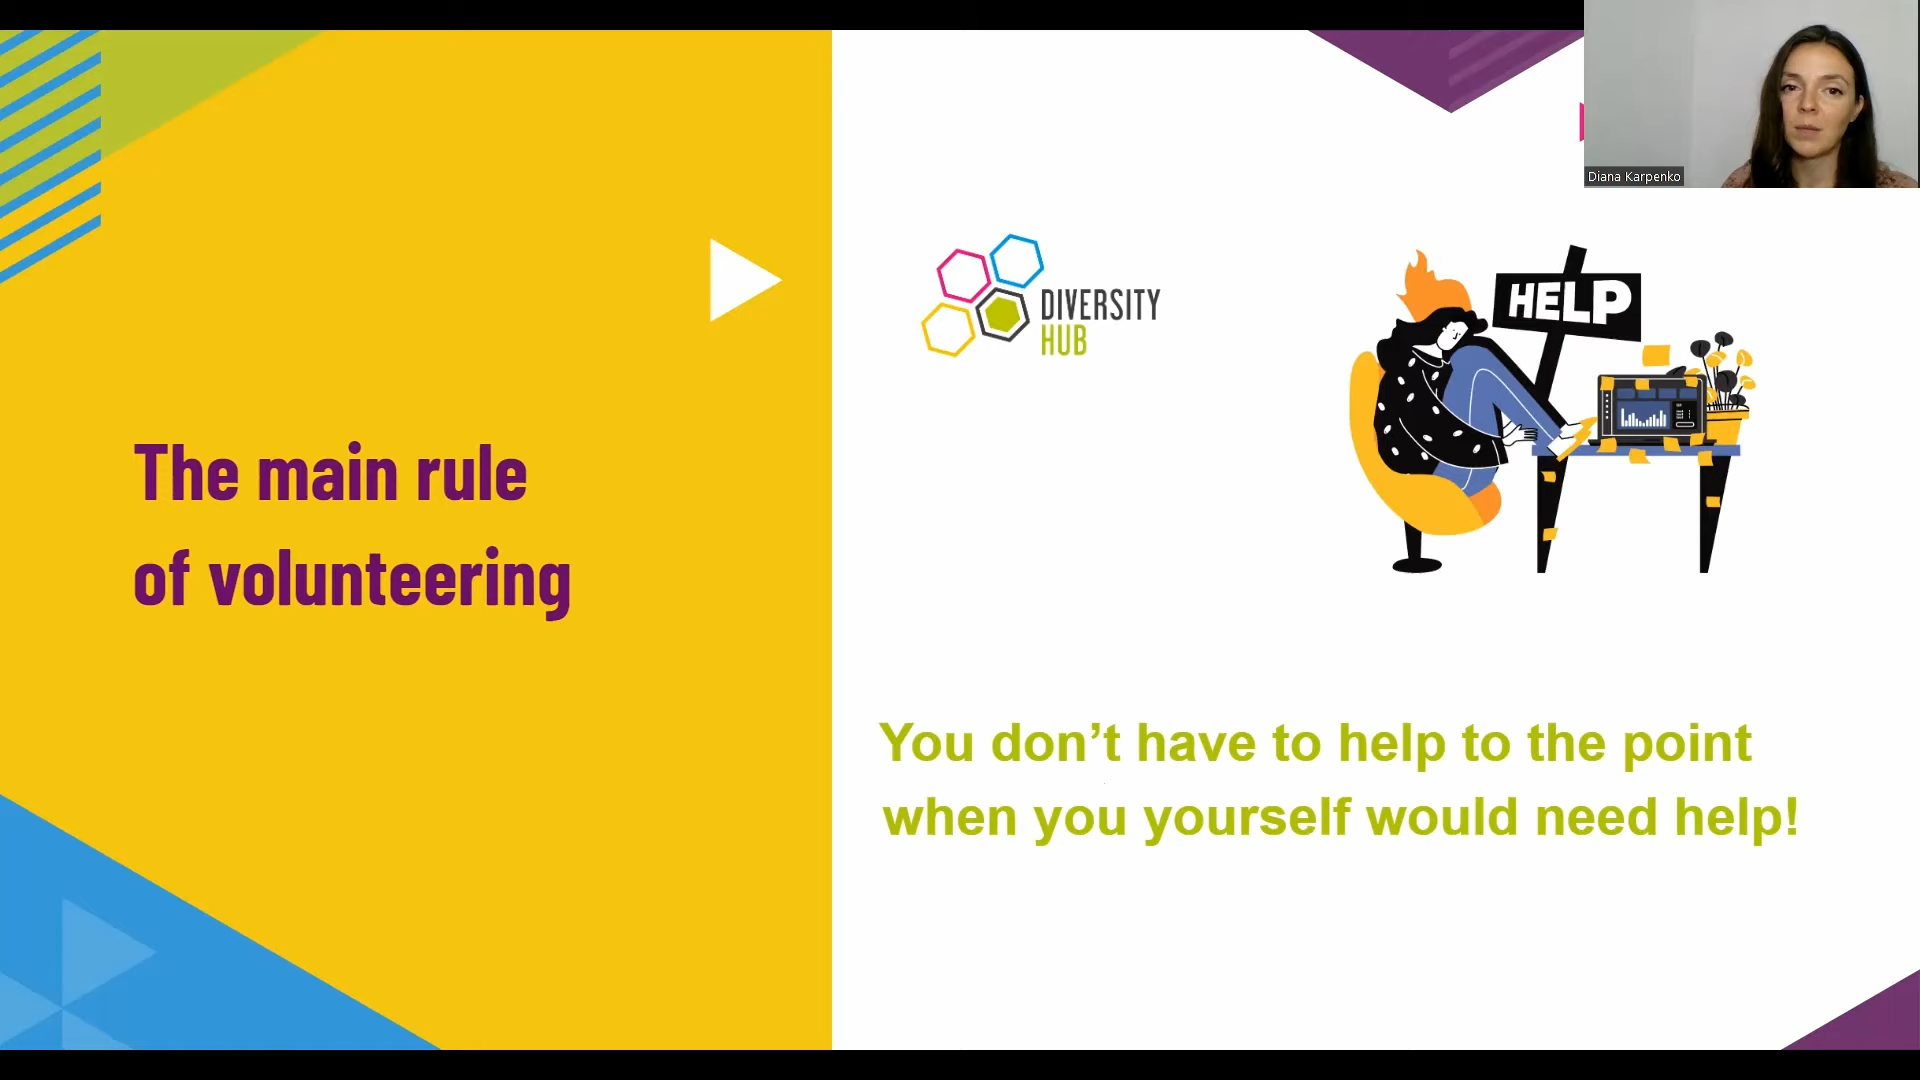 Diana Karpenko
DIVERSITY
HUB
HELP
The main rule
of volunteering
You don’t have to help to the point
when you yourself would need help!